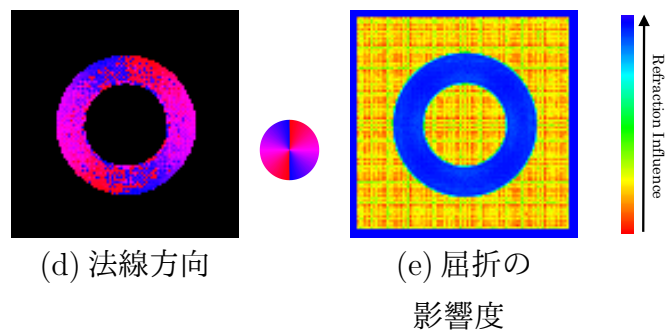 (d) 法線方向
(e) 屈折の
影響度
Refraction Influence